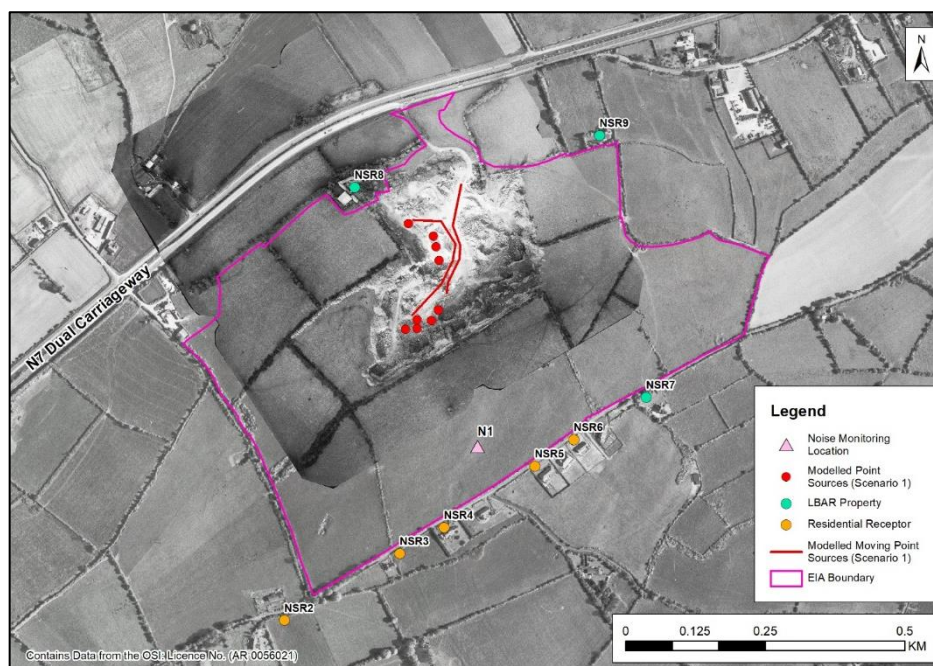 N
NSR9
NSR8
N7 Dual Carriageway
NSR7
N1
NSR6
NSR5
NSR4
NSR3
NSR2
Legend
Noise Monitoring
Location
Modelled Point
Sources (Scenario 1)
LBAR Property
Residential Receptor
Modelled Moving Point
Sources (Scenario 1)
EIA Boundary
0 0.125 0.25 0.5
KM
Contains Data from the OSI: Licence No. (AR 0056021)